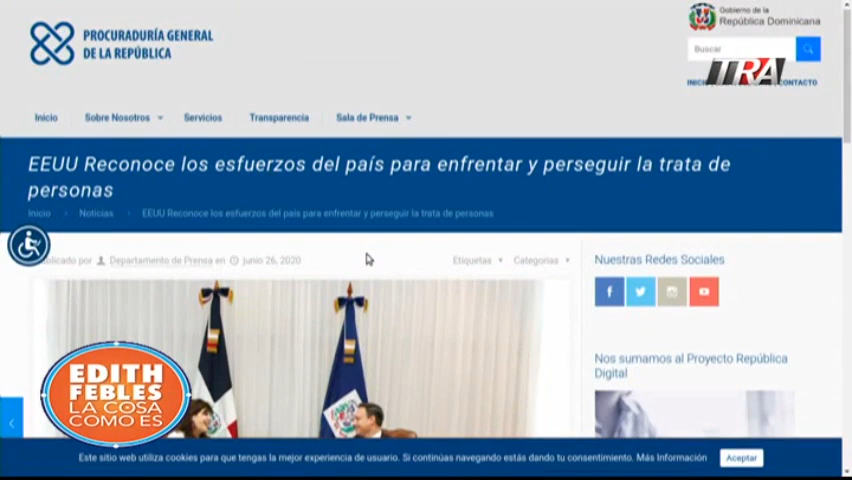 PROCURADURÍA GENERAL
DE LA REPÚBLICA
Gobierno de la
República Dominicana
Buscar
TRA
INICIO
CONTACTO
Inicio
Sobre Nosotros
Servicios
Transparencia
Sala de Prensa
EEUU Reconoce los esfuerzos del país para enfrentar y perseguir la trata de
personas
Inicio > Noticias > EEUU Reconoce los esfuerzos del país para enfrentar y perseguir la trata de personas
por Departamento de Prensa en junio 26, 2020
Etiquetas
Categorías
Nuestras Redes Sociales
Nos sumamos al Proyecto República
Digital
EDITH
FEBLES
LA COSA
COMO ES
Este sitio web utiliza cookies para que tengas la mejor experiencia de usuario. Si continúas navegando estás dando tu consentimiento. Más Información
Aceptar